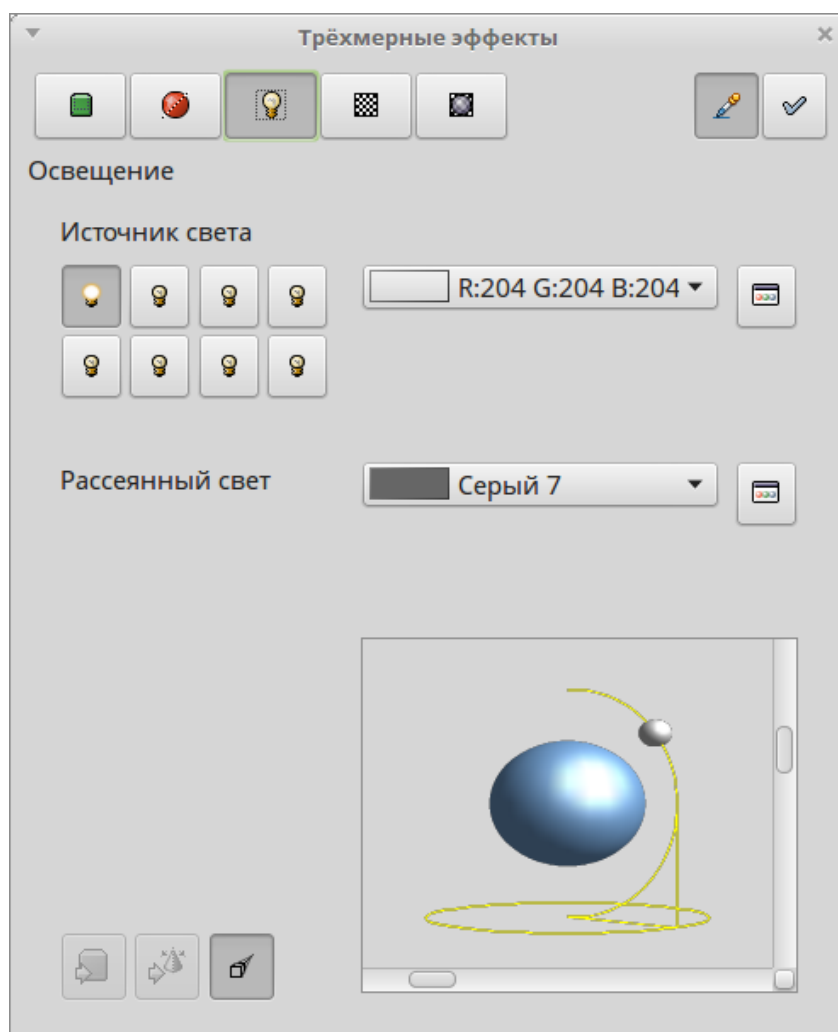 Трёхмерные эффекты
Освещение
Источник света
R:204 G:204 B:204
Рассеянный свет
Серый 7